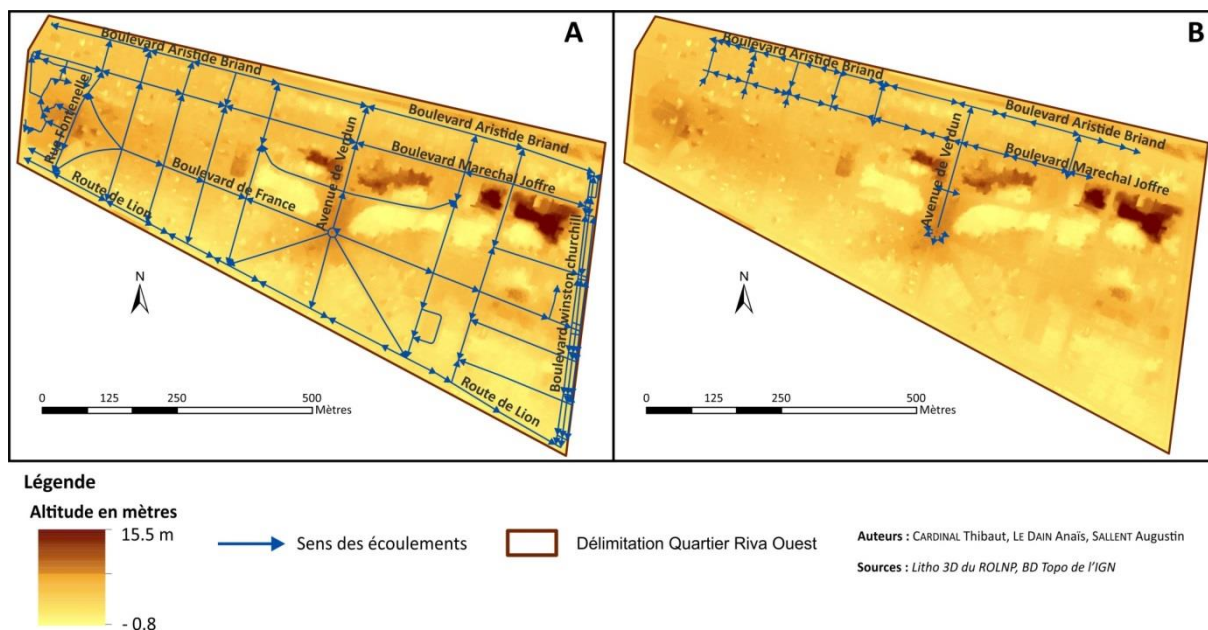 A
Boulevard Aristide Briand
Boulevard Aristide Briand
Rue Fontenelle
Avenue de Verdun
Boulevard Marechal Joffre
Boulevard de France
Route de Lion
Boulevard winston churchill
Route de Lion
N
0 125 250 500
Mètres
B
Boulevard Aristide Briand
Boulevard Aristide Briand
Avenue de Verdun
Boulevard Marechal Joffre
N
0 125 250 500
Mètres
Légende
Altitude en mètres
15.5 m
- 0.8
Sens des écoulements
Délimitation Quartier Riva Ouest
Auteurs : CARDINAL Thibaut, LE DAIN Anaïs, SALLENT Augustin
Sources : Litho 3D du ROLNP, BD Topo de l'IGN